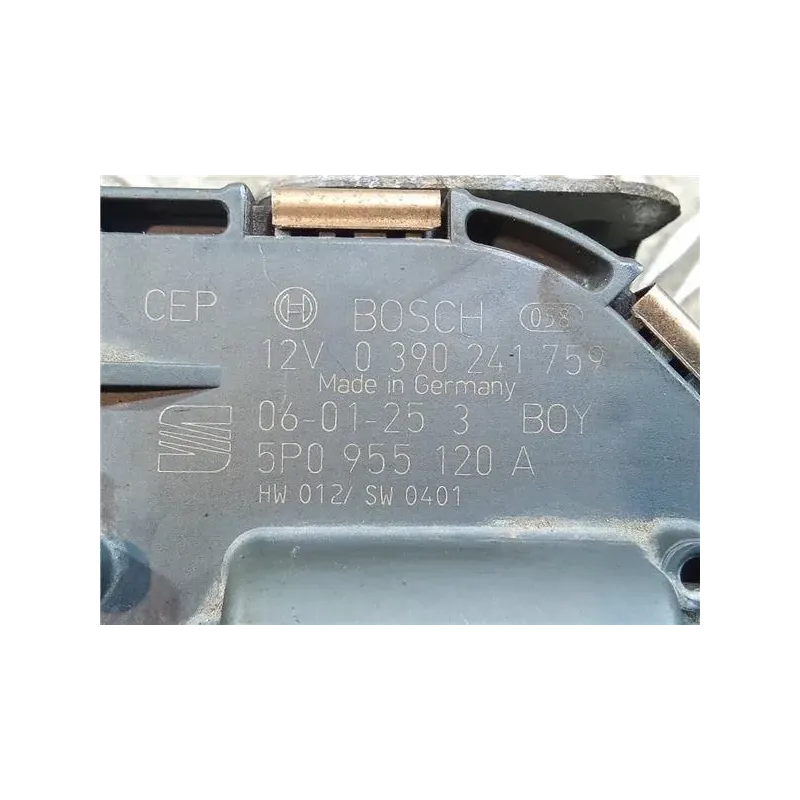 CEP BOSCH 058
12V 0 390 241 759
Made in Germany
06-01-25 3 BOY
5P0 955 120 A
HW 012/ SW 0401